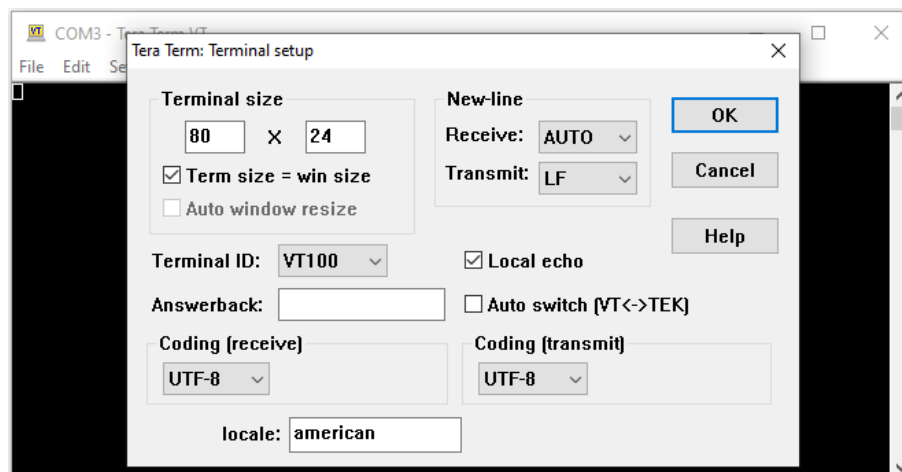 VT COM3 - Tera Term VT
Tera Term: Terminal setup
File Edit Se
Terminal size
80 X 24
Term size = win size
Auto window resize
New-line
Receive: AUTO
Transmit: LF
OK
Cancel
Help
Terminal ID: VT100
Local echo
Answerback:
Auto switch (VT<->TEK)
Coding (receive)
UTF-8
Coding (transmit)
UTF-8
locale: american